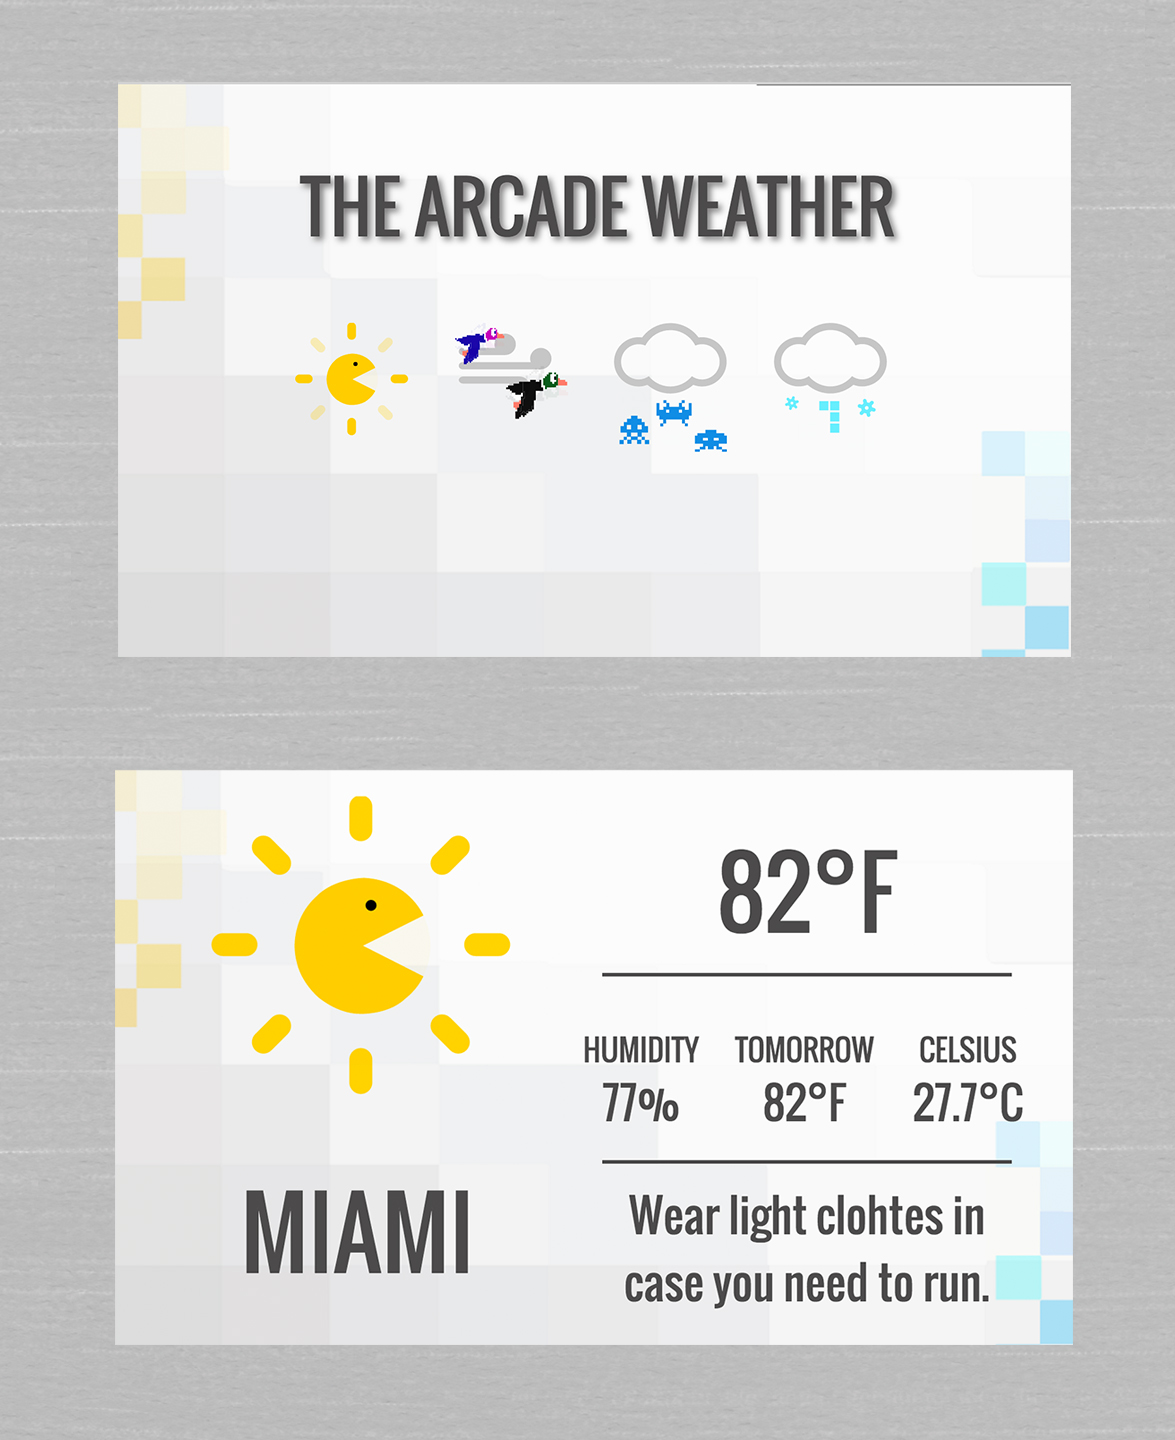 THE ARCADE WEATHER
82°F
HUMIDITY TOMORROW CELSIUS
77% 82°F 27.7°C
MIAMI
Wear light clohtes in
case you need to run.